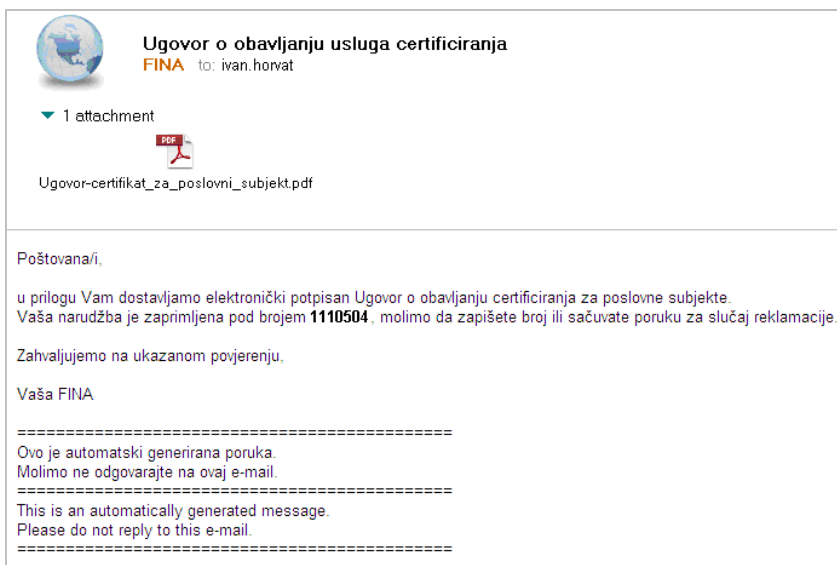 Ugovor o obavljanju usluga certificiranja
FINA to: ivan.horvat
1 attachment
PDF
Ugovor-certifikat_za_poslovni_subjekt.pdf
Poštovana/i,
u prilogu Vam dostavljamo elektronički potpisan Ugovor o obavljanju certificiranja za poslovne subjekte.
Vaša narudžba je zaprimljena pod brojem 1110504, molimo da zapišete broj ili sačuvate poruku za slučaj reklamacije.
Zahvaljujemo na ukazanom povjerenju,
Vaša FINA
=============================================
Ovo je automatski generirana poruka.
Molimo ne odgovarajte na ovaj e-mail.
=============================================
This is an automatically generated message.
Please do not reply to this e-mail.
=============================================